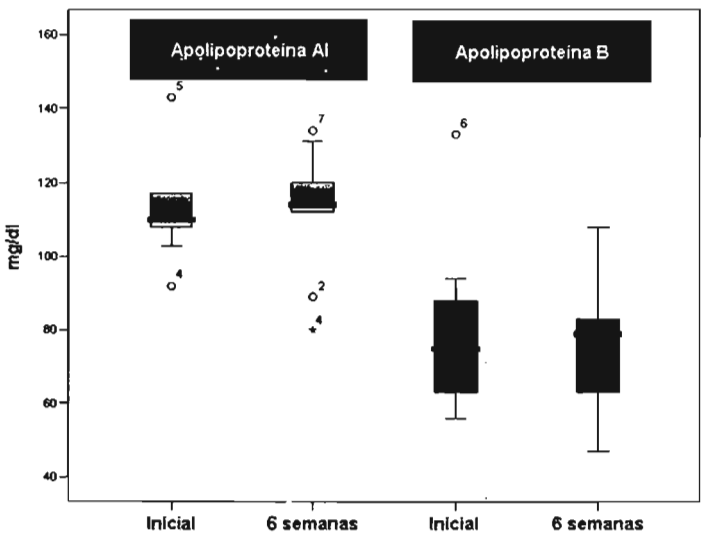 Apolipoproteina AI
Apolipoproteina B
mg/dl
160
140
120
100
80
60
40
5
4
7
2
4
6
Inicial
6 semanas
Inicial
6 semanas